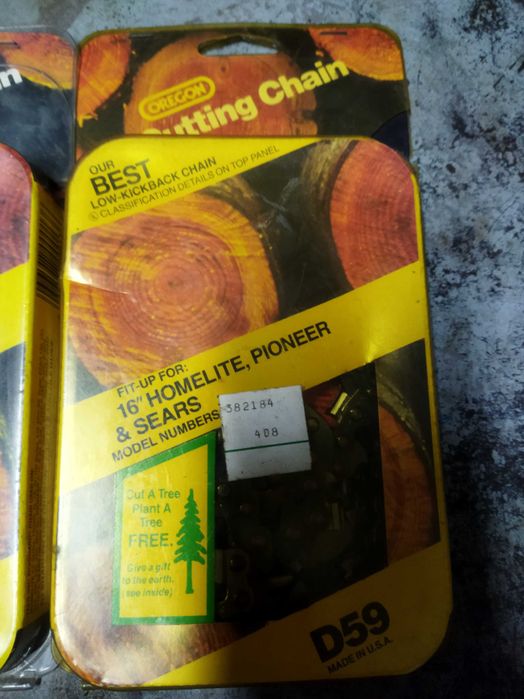 OREGON
Cutting Chain
OUR
BEST
LOW-KICKBACK CHAIN
CLASSIFICATION DETAILS ON TOP PANEL
FIT-UP FOR:
16" HOMELITE, PIONEER
& SEARS
MODEL NUMBERS
382184
408
Cut A Tree
Plant A
Tree
FREE.
Give a gift
to the earth.
(see inside)
D59
MADE IN U.S.A.